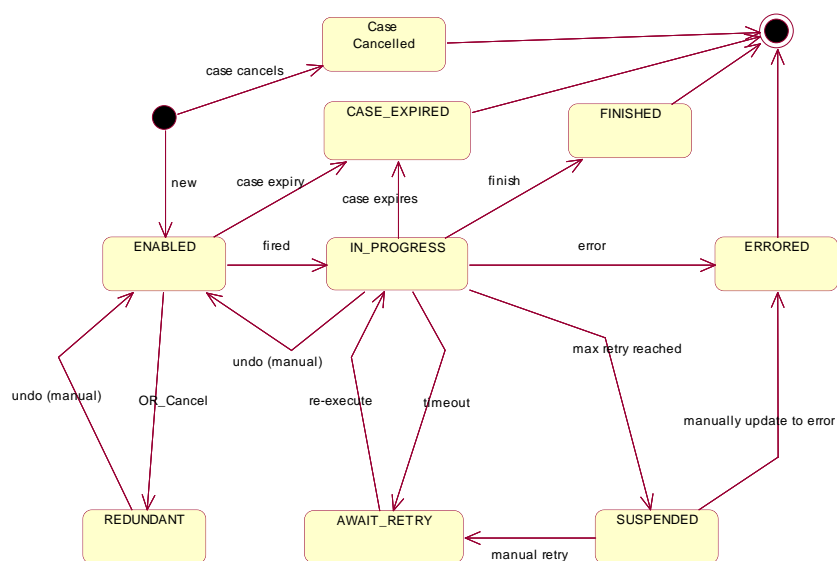 Case
Cancelled
case cancels
CASE_EXPIRED
FINISHED
new
case expiry
case expires
finish
ENABLED
fired
IN_PROGRESS
error
ERRORED
undo (manual)
max retry reached
undo (manual)
OR_Cancel
re-execute
timeout
manually update to error
REDUNDANT
AWAIT_RETRY
SUSPENDED
manual retry